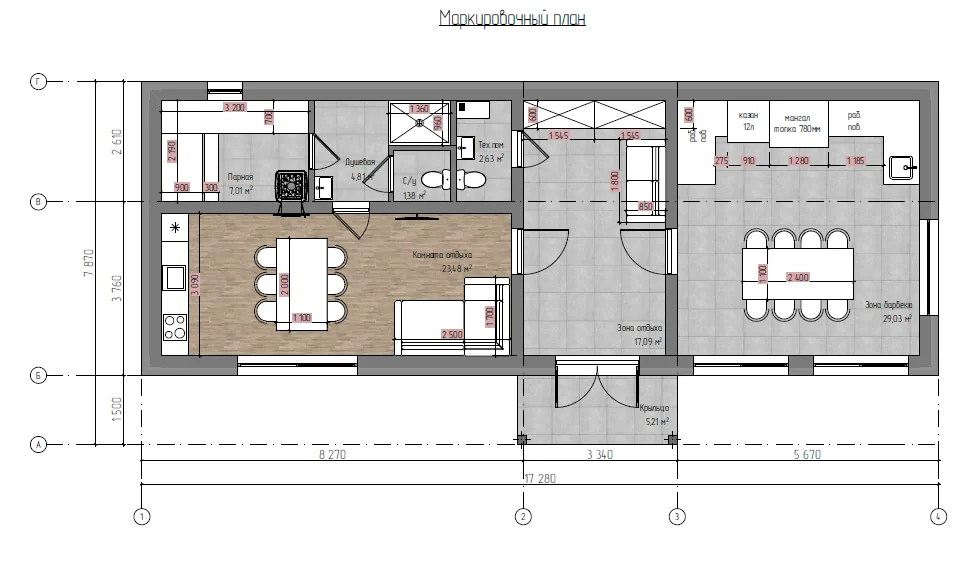 Маркировочный план
Г
В
Б
А
7 870
2 610
3 760
1 500
3 200
700
2 190
900
300
Парная
7,01 м²
Душевая
4,81 м²
1 360
960
С/у
1,38 м²
Тех.пом
2,63 м²
600
1 545
1 545
1 800
850
600
раб.
пов.
казан
12л
мангал
топка 780мм
раб.
пов.
275
910
1 280
1 185
Комната отдыха
23,48 м²
3 090
2 000
1 100
2 500
1 700
Зона отдыха
17,09 м²
1 100
2 400
Зона барбекю
29,03 м²
Крыльцо
5,21 м²
8 270
3 340
5 670
17 280
1
2
3
4